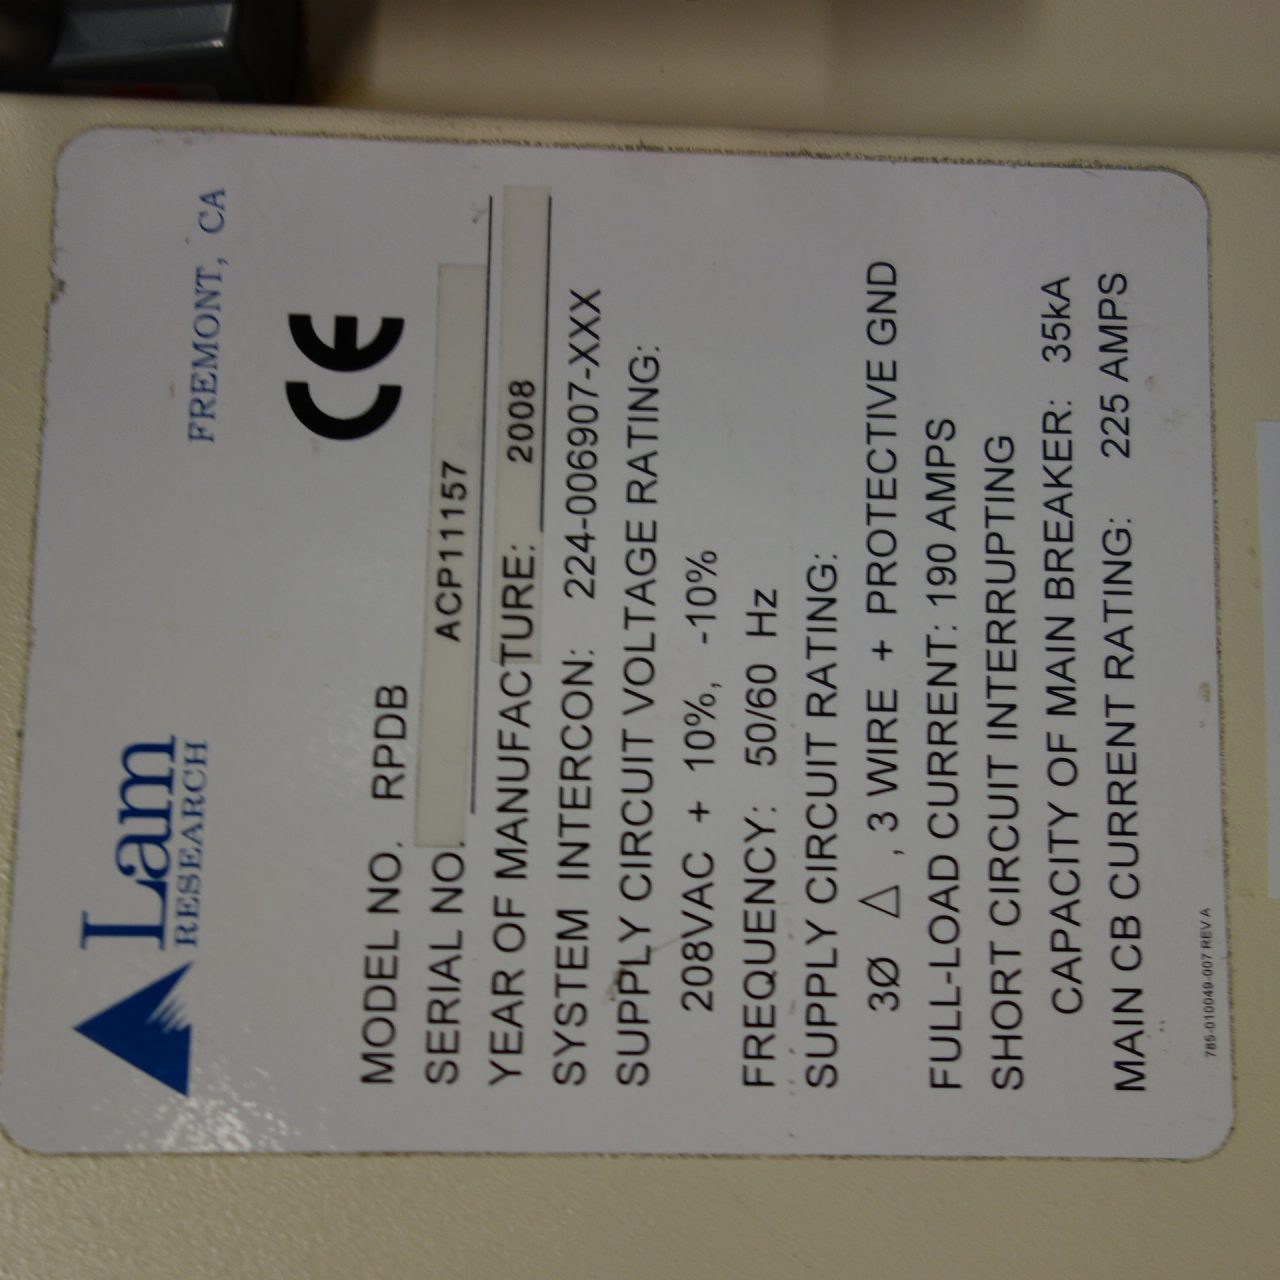 Lam
RESEARCH
FREMONT, CA
CE
MODEL NO. RPDB
SERIAL NO. ACP11157
YEAR OF MANUFACTURE: 2008
SYSTEM INTERCON: 224-006907-XXX
SUPPLY CIRCUIT VOLTAGE RATING:
208VAC + 10%, -10%
FREQUENCY: 50/60 Hz
SUPPLY CIRCUIT RATING:
3Ø △, 3 WIRE + PROTECTIVE GND
FULL-LOAD CURRENT: 190 AMPS
SHORT CIRCUIT INTERRUPTING
CAPACITY OF MAIN BREAKER: 35kA
MAIN CB CURRENT RATING: 225 AMPS
785-010049-007 REV A